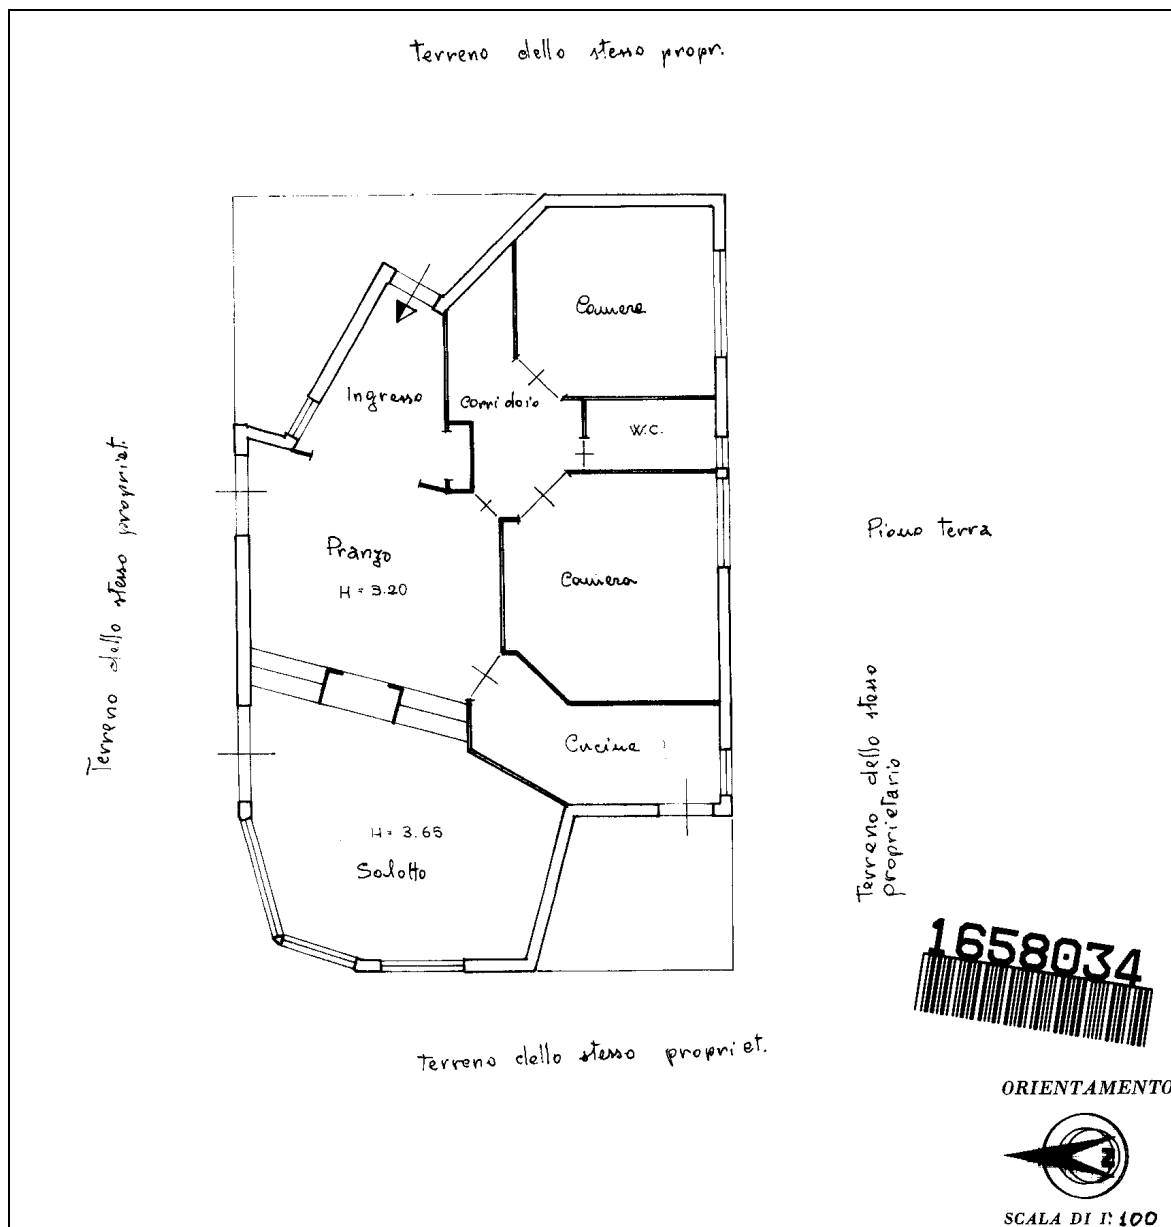 Terreno dello stesso propr.
Camera
Ingresso
Corridoio
W.C.
Terreno dello stesso propriet.
Pranzo
H = 3.20
Camera
Piano terra
Cucina
Terreno dello stesso
proprietario
H = 3.65
Salotto
1658034
Terreno dello stesso propriet.
ORIENTAMENTO
N
SCALA DI 1:100